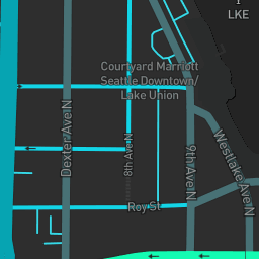 LKE
Courtyard Marriott
Seattle Downtown/
Lake Union
Dexter Ave N
8th Ave N
9th Ave N
Westlake Ave N
Roy St